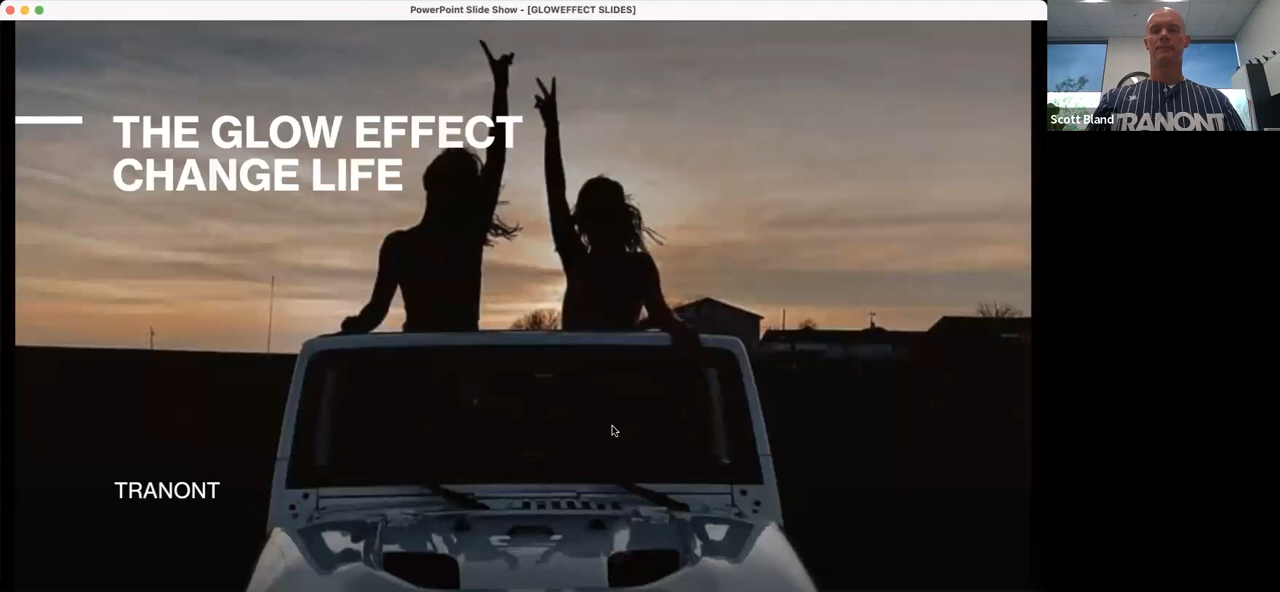 PowerPoint Slide Show - [GLOWEFFECT SLIDES]
THE GLOW EFFECT
CHANGE LIFE
TRANONT
Scott Bland
TRANONT